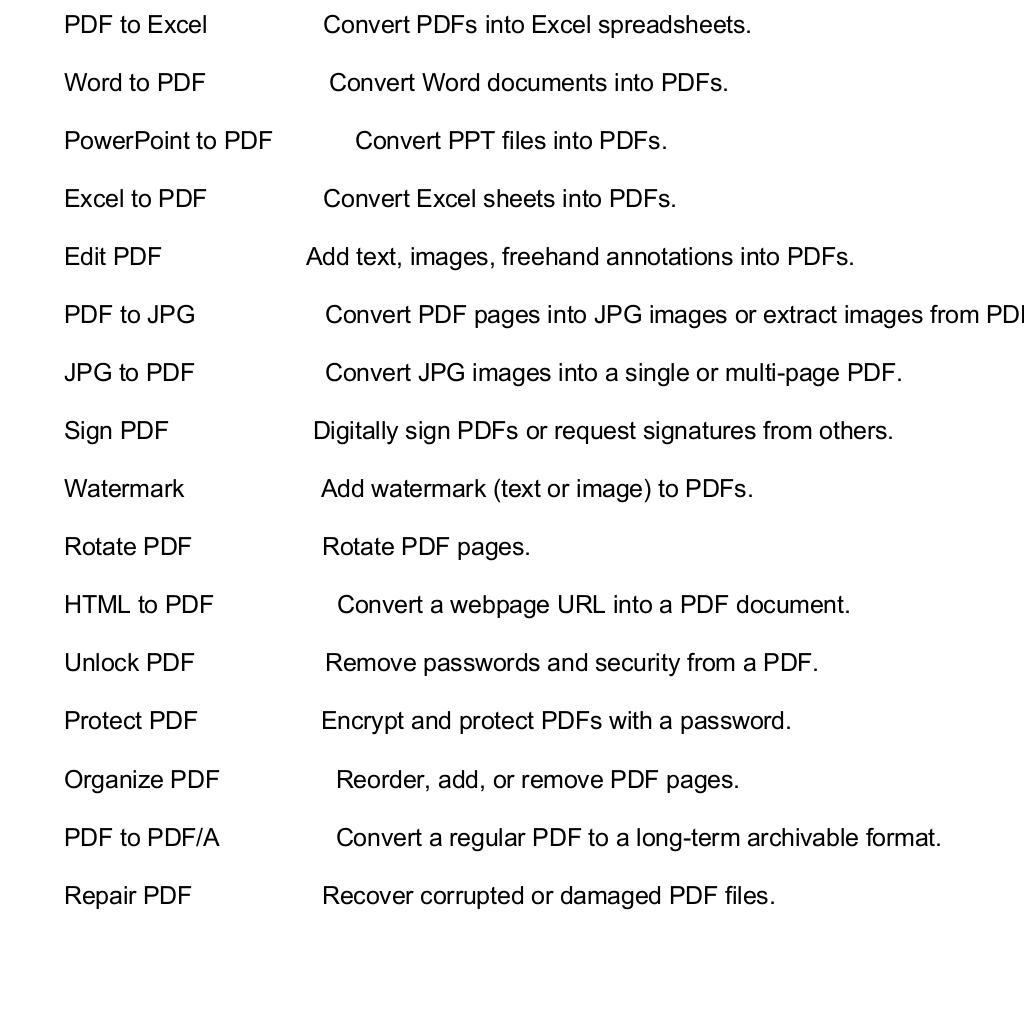 PDF to Excel Convert PDFs into Excel spreadsheets.
Word to PDF Convert Word documents into PDFs.
PowerPoint to PDF Convert PPT files into PDFs.
Excel to PDF Convert Excel sheets into PDFs.
Edit PDF Add text, images, freehand annotations into PDFs.
PDF to JPG Convert PDF pages into JPG images or extract images from
JPG to PDF Convert JPG images into a single or multi-page PDF.
Sign PDF Digitally sign PDFs or request signatures from others.
Watermark Add watermark (text or image) to PDFs.
Rotate PDF Rotate PDF pages.
HTML to PDF Convert a webpage URL into a PDF document.
Unlock PDF Remove passwords and security from a PDF.
Protect PDF Encrypt and protect PDFs with a password.
Organize PDF Reorder, add, or remove PDF pages.
PDF to PDF/A Convert a regular PDF to a long-term archivable format.
Repair PDF Recover corrupted or damaged PDF files.